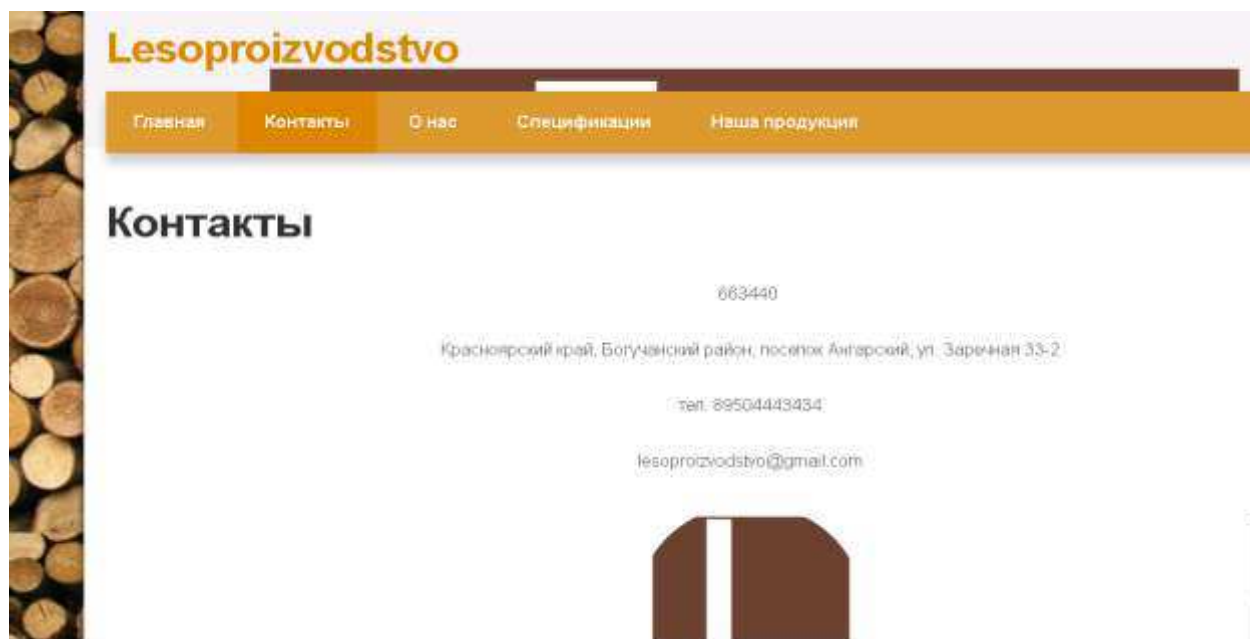 Lesoproizvodstvo
Главная Контакты О нас Спецификации Наша продукция
Контакты
663440
Красноярский край, Богучанский район, поселок Ангарский, ул. Заречная 33-2
тел. 89504443434
lesoproizvodstvo@gmail.com